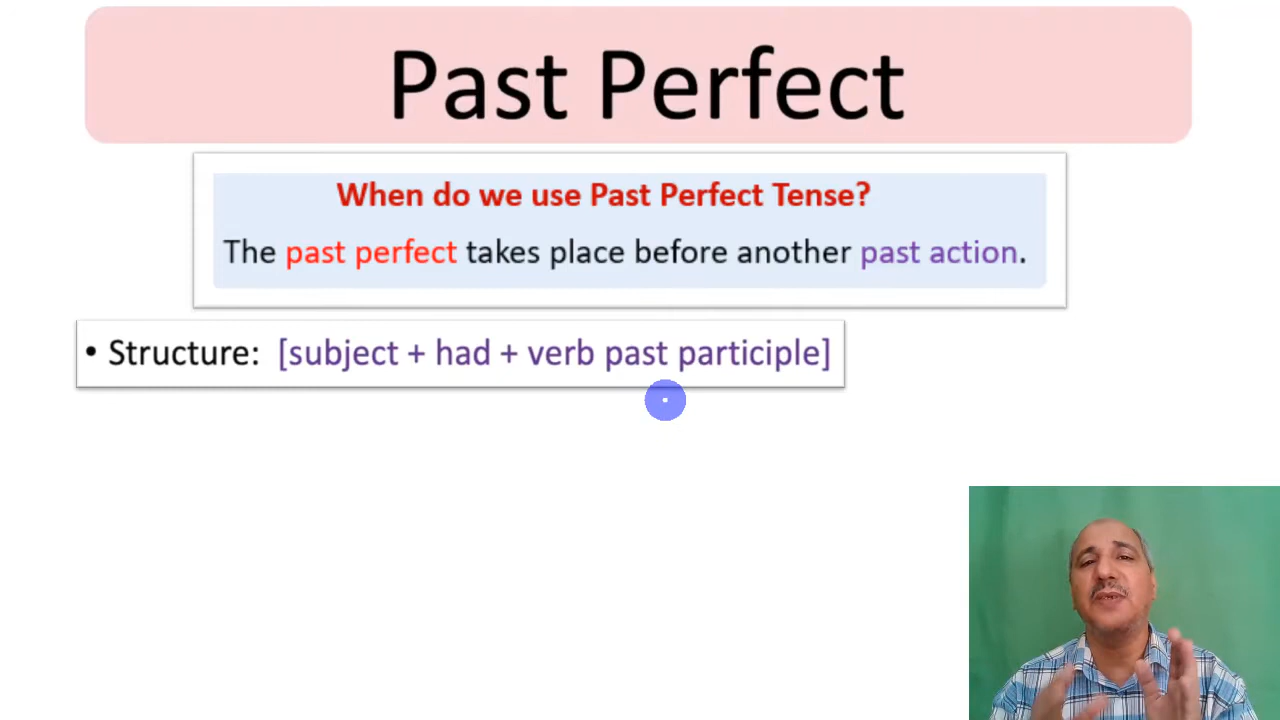 Past Perfect
When do we use Past Perfect Tense?
The past perfect takes place before another past action.
• Structure: [subject + had + verb past participle]